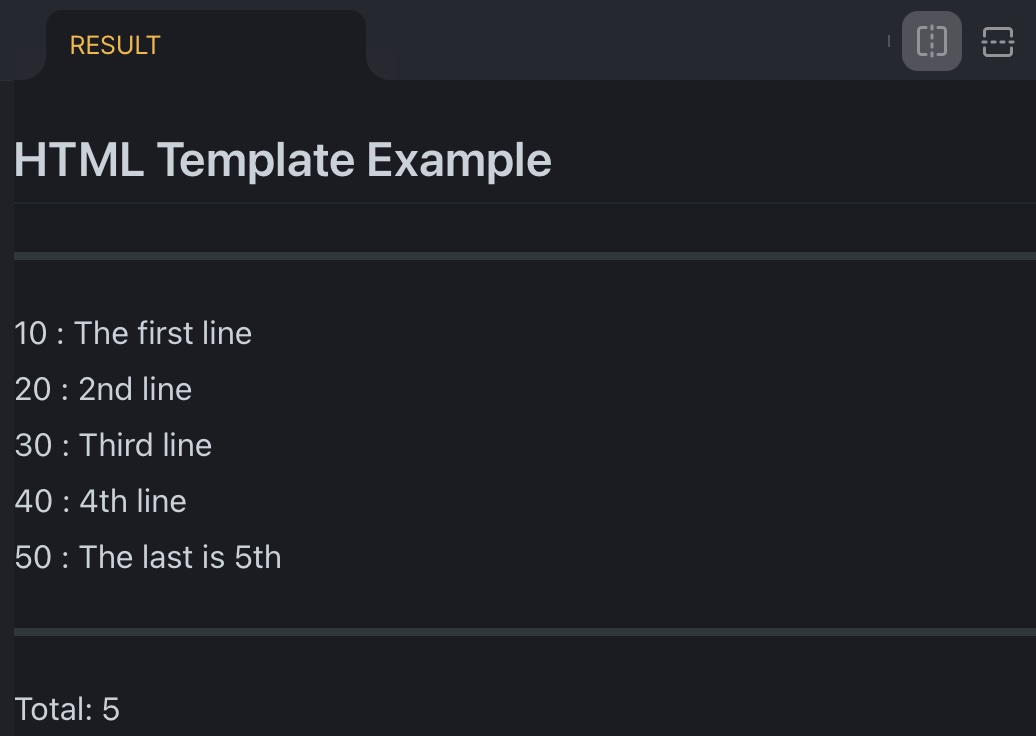 RESULT
HTML Template Example
10 : The first line
20 : 2nd line
30 : Third line
40 : 4th line
50 : The last is 5th
Total: 5